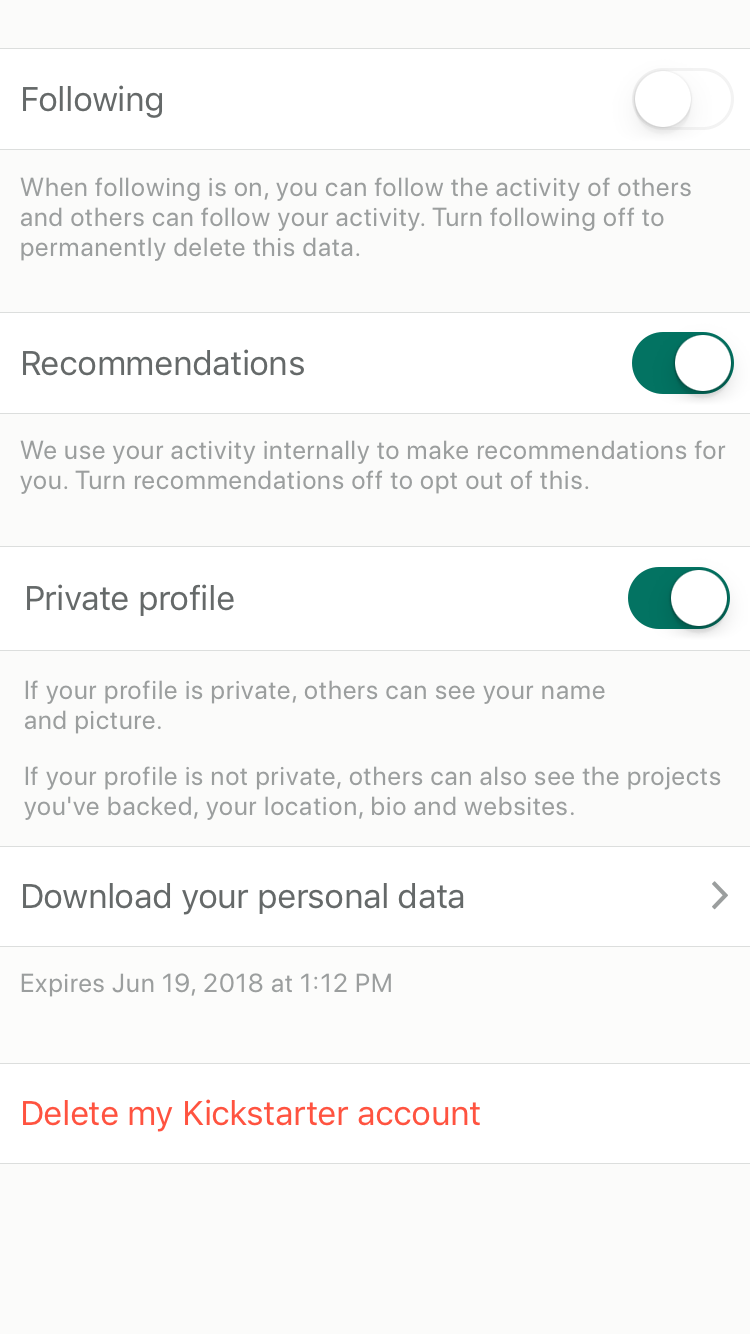 Following
When following is on, you can follow the activity of others
and others can follow your activity. Turn following off to
permanently delete this data.
Recommendations
We use your activity internally to make recommendations for
you. Turn recommendations off to opt out of this.
Private profile
If your profile is private, others can see your name
and picture.
If your profile is not private, others can also see the projects
you've backed, your location, bio and websites.
Download your personal data
Expires Jun 19, 2018 at 1:12 PM
Delete my Kickstarter account